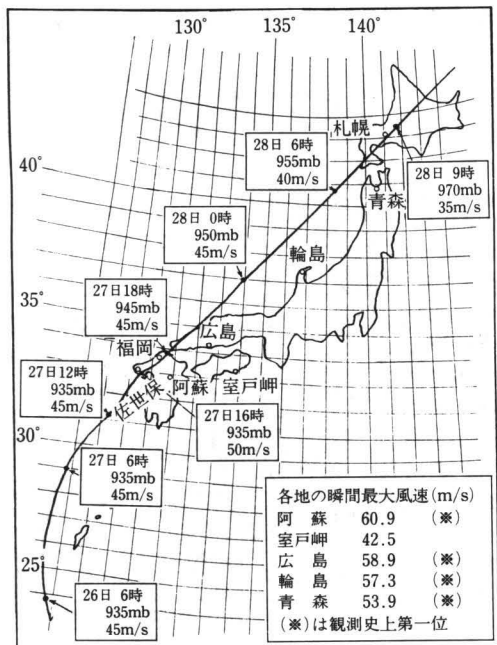 130°
135°
140°
札幌
28日 6時
955mb
40m/s
40°
28日 9時
970mb
35m/s
青森
28日 0時
950mb
45m/s
輪島
35°
27日18時
945mb
45m/s
広島
福岡
27日12時
935mb
45m/s
佐世保
阿蘇
室戸岬
27日16時
935mb
50m/s
30°
27日 6時
935mb
45m/s
25°
26日 6時
935mb
45m/s
各地の瞬間最大風速(m/s)
阿蘇 60.9 (※)
室戸岬 42.5
広島 58.9 (※)
輪島 57.3 (※)
青森 53.9 (※)
(※)は観測史上第一位